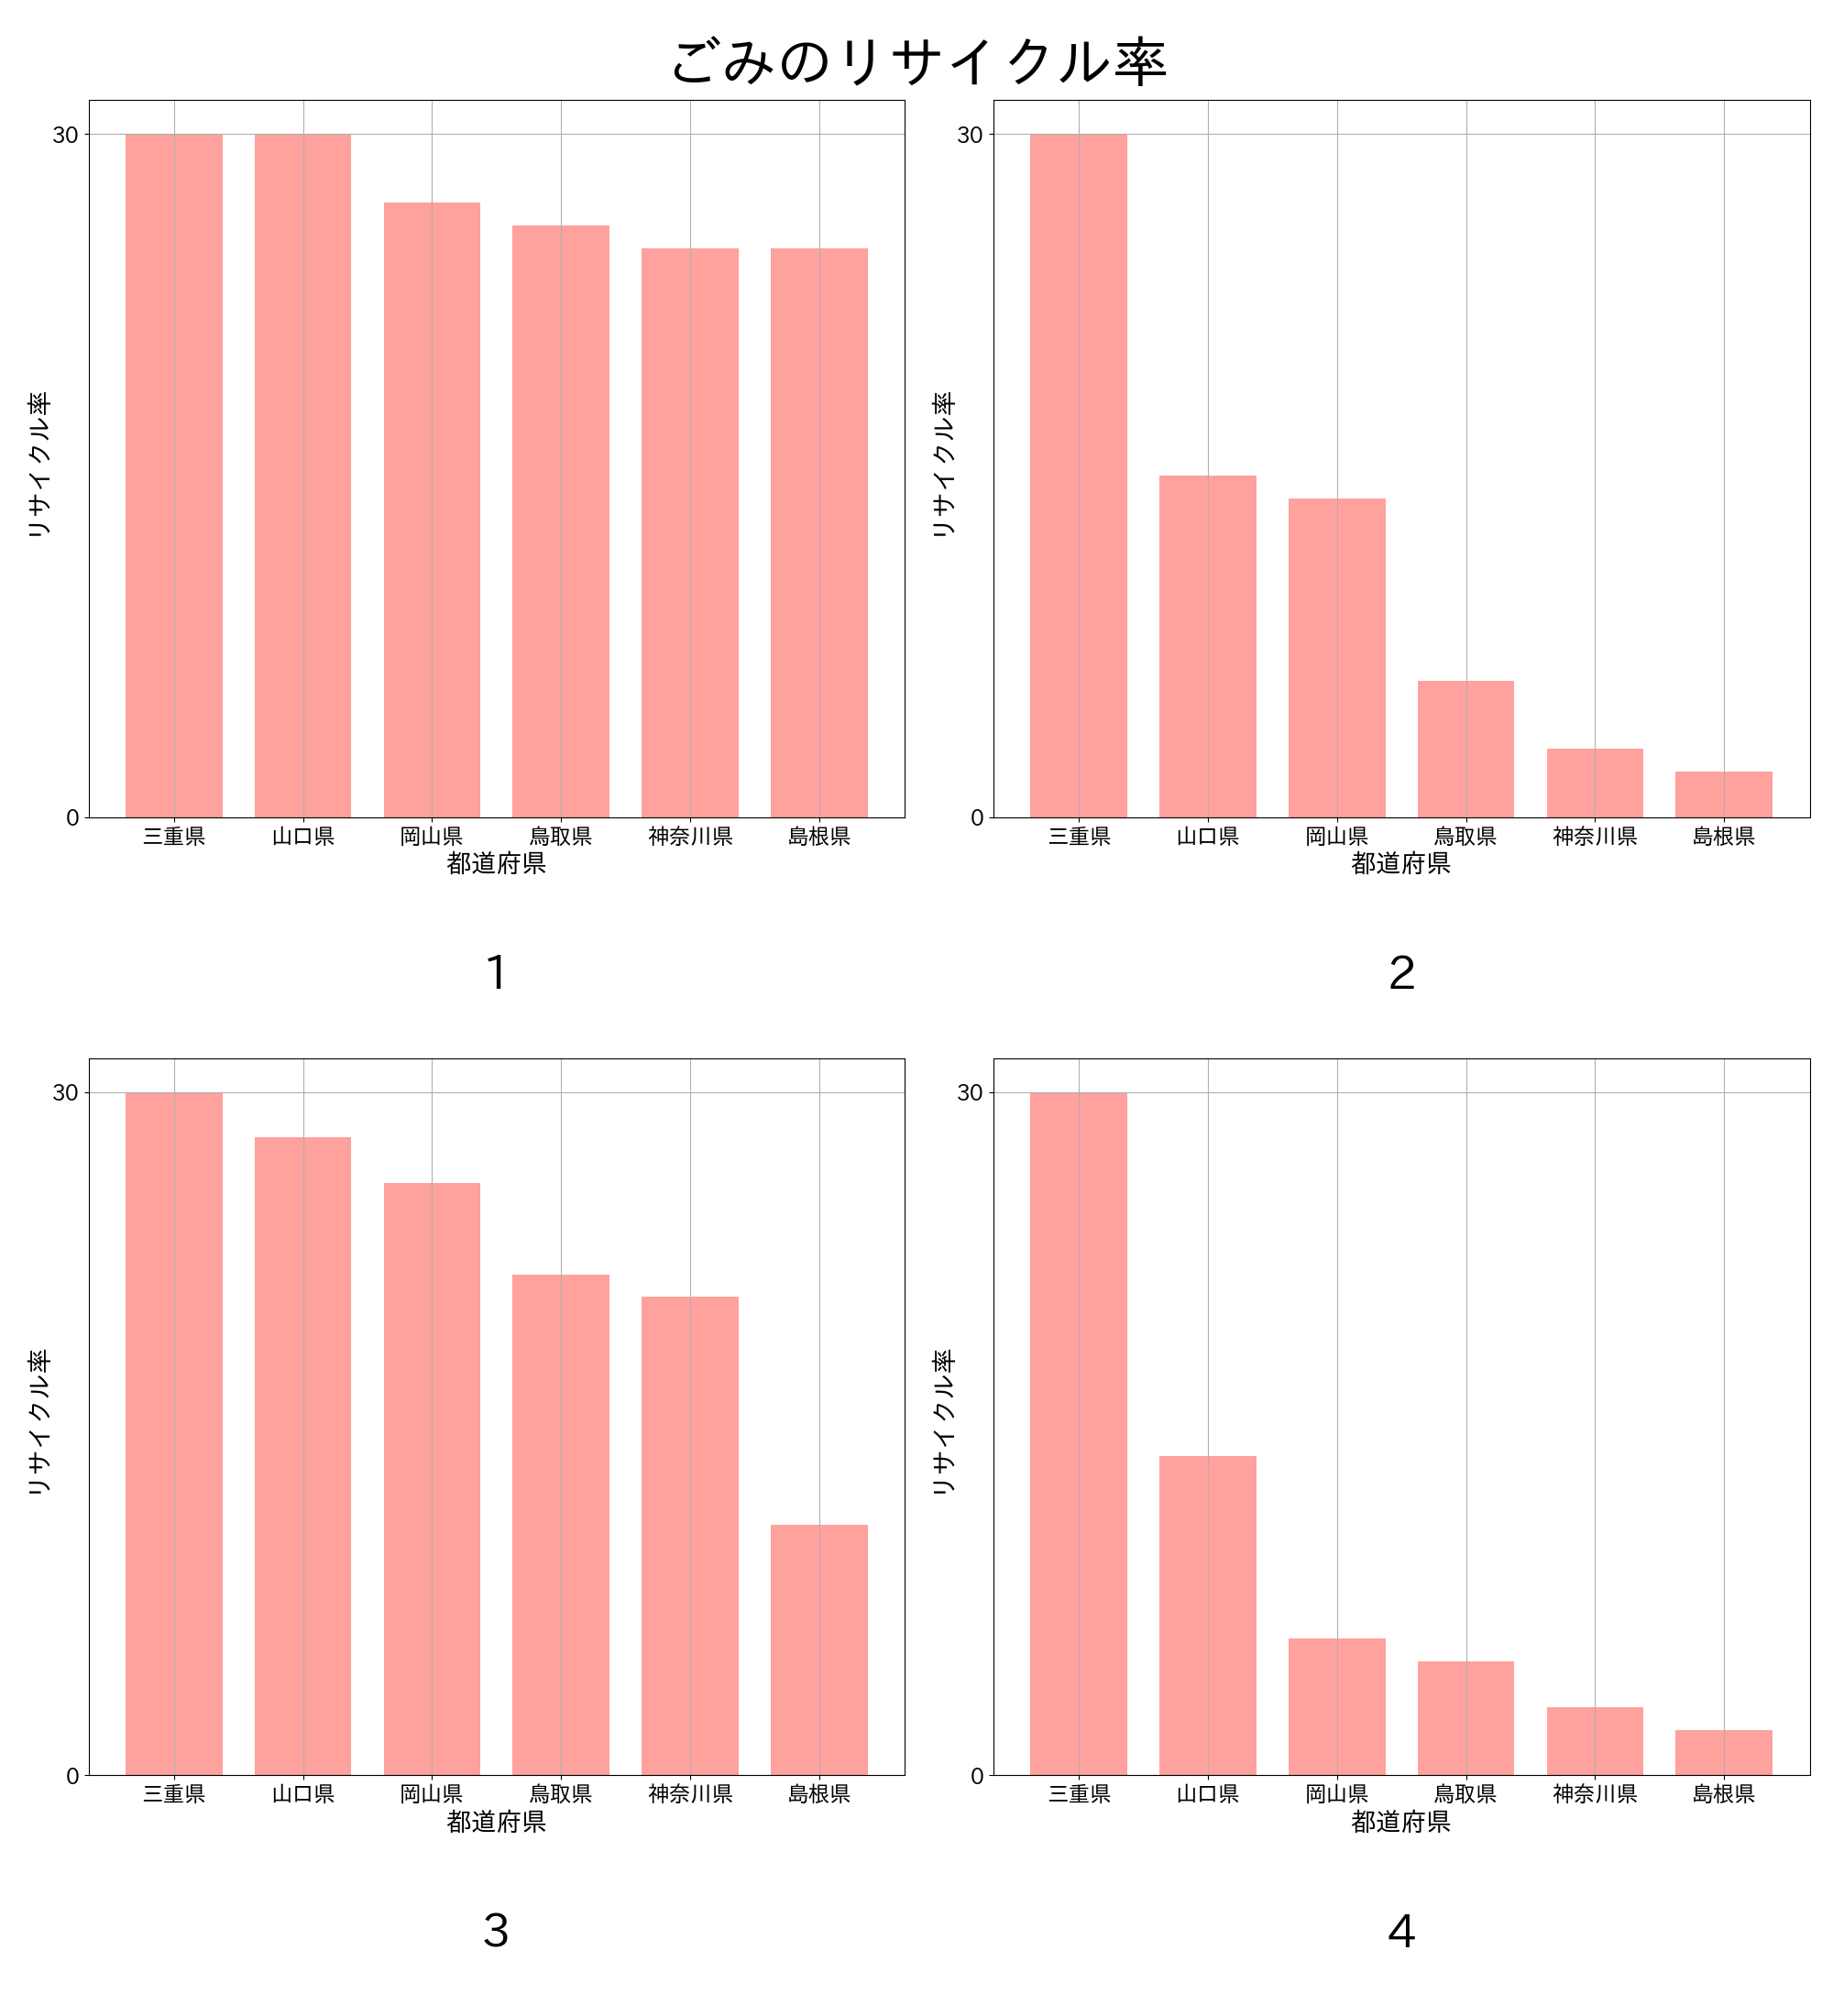 ごみのリサイクル率
30
0
リサイクル率
三重県 山口県 岡山県 鳥取県 神奈川県 島根県
都道府県
1
30
0
リサイクル率
三重県 山口県 岡山県 鳥取県 神奈川県 島根県
都道府県
2
30
0
リサイクル率
三重県 山口県 岡山県 鳥取県 神奈川県 島根県
都道府県
3
30
0
リサイクル率
三重県 山口県 岡山県 鳥取県 神奈川県 島根県
都道府県
4